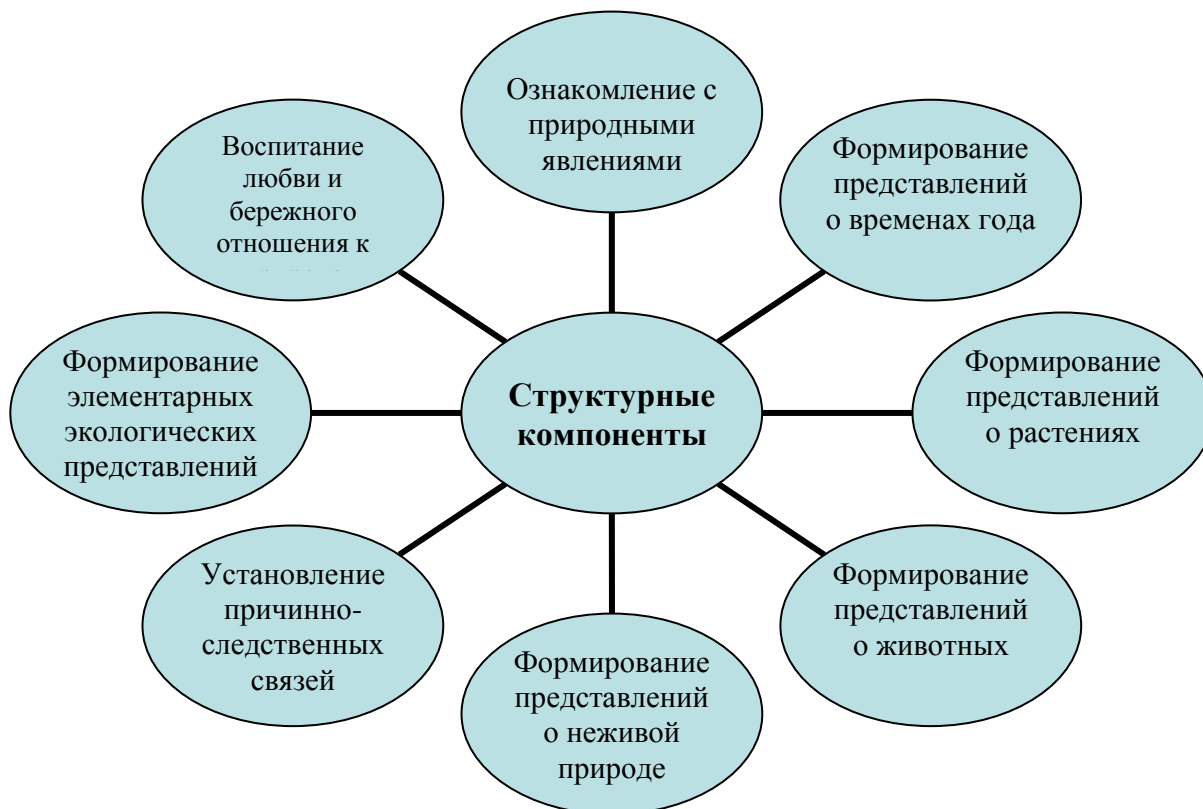 Ознакомление с
природными
явлениями
Формирование
представлений
о временах года
Формирование
представлений
о растениях
Формирование
представлений
о животных
Формирование
представлений
о неживой
природе
Установление
причинно-
следственных
связей
Формирование
элементарных
экологических
представлений
Воспитание
любви и
бережного
отношения к
Структурные
компоненты